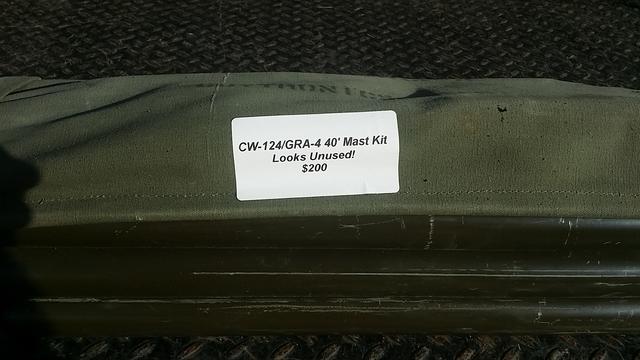 CW-124/GRA-4 40' Mast Kit
Looks Unused!
$200